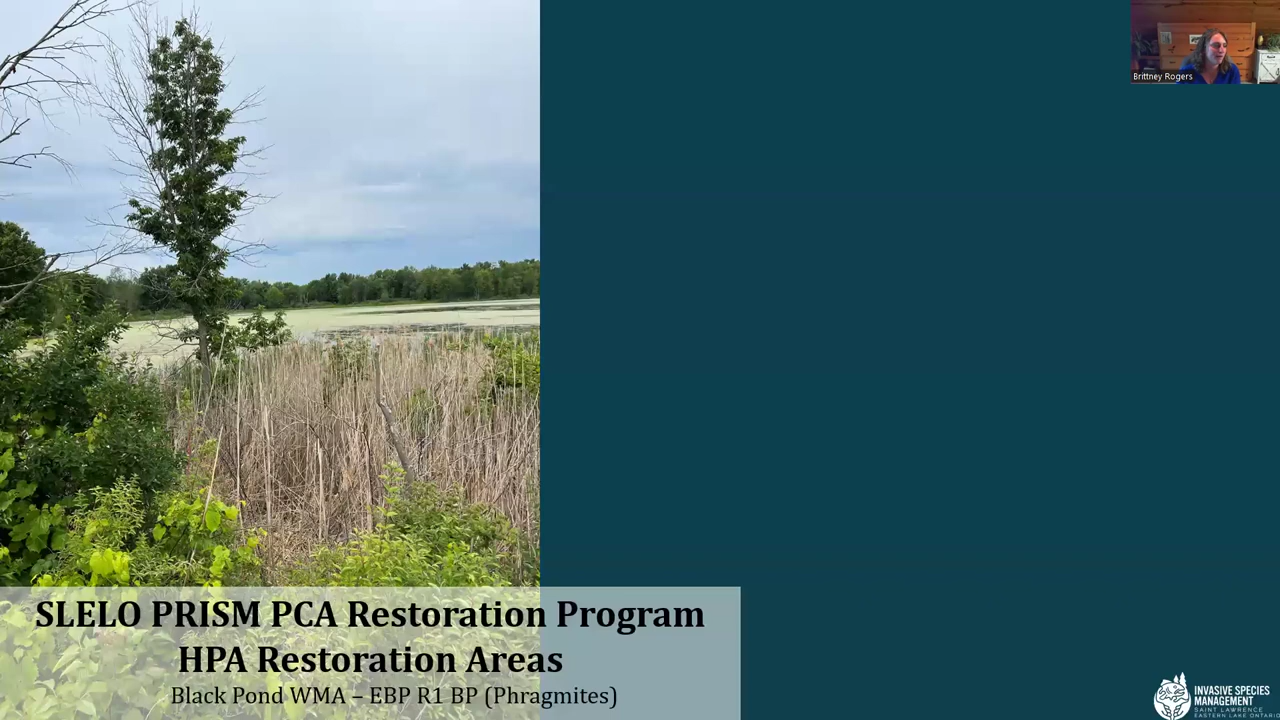 Brittney Rogers
SLELO PRISM PCA Restoration Program
HPA Restoration Areas
Black Pond WMA – EBP R1 BP (Phragmites)
INVASIVE SPECIES
MANAGEMENT
SAINT LAWRENCE
EASTERN LAKE ONTARIO